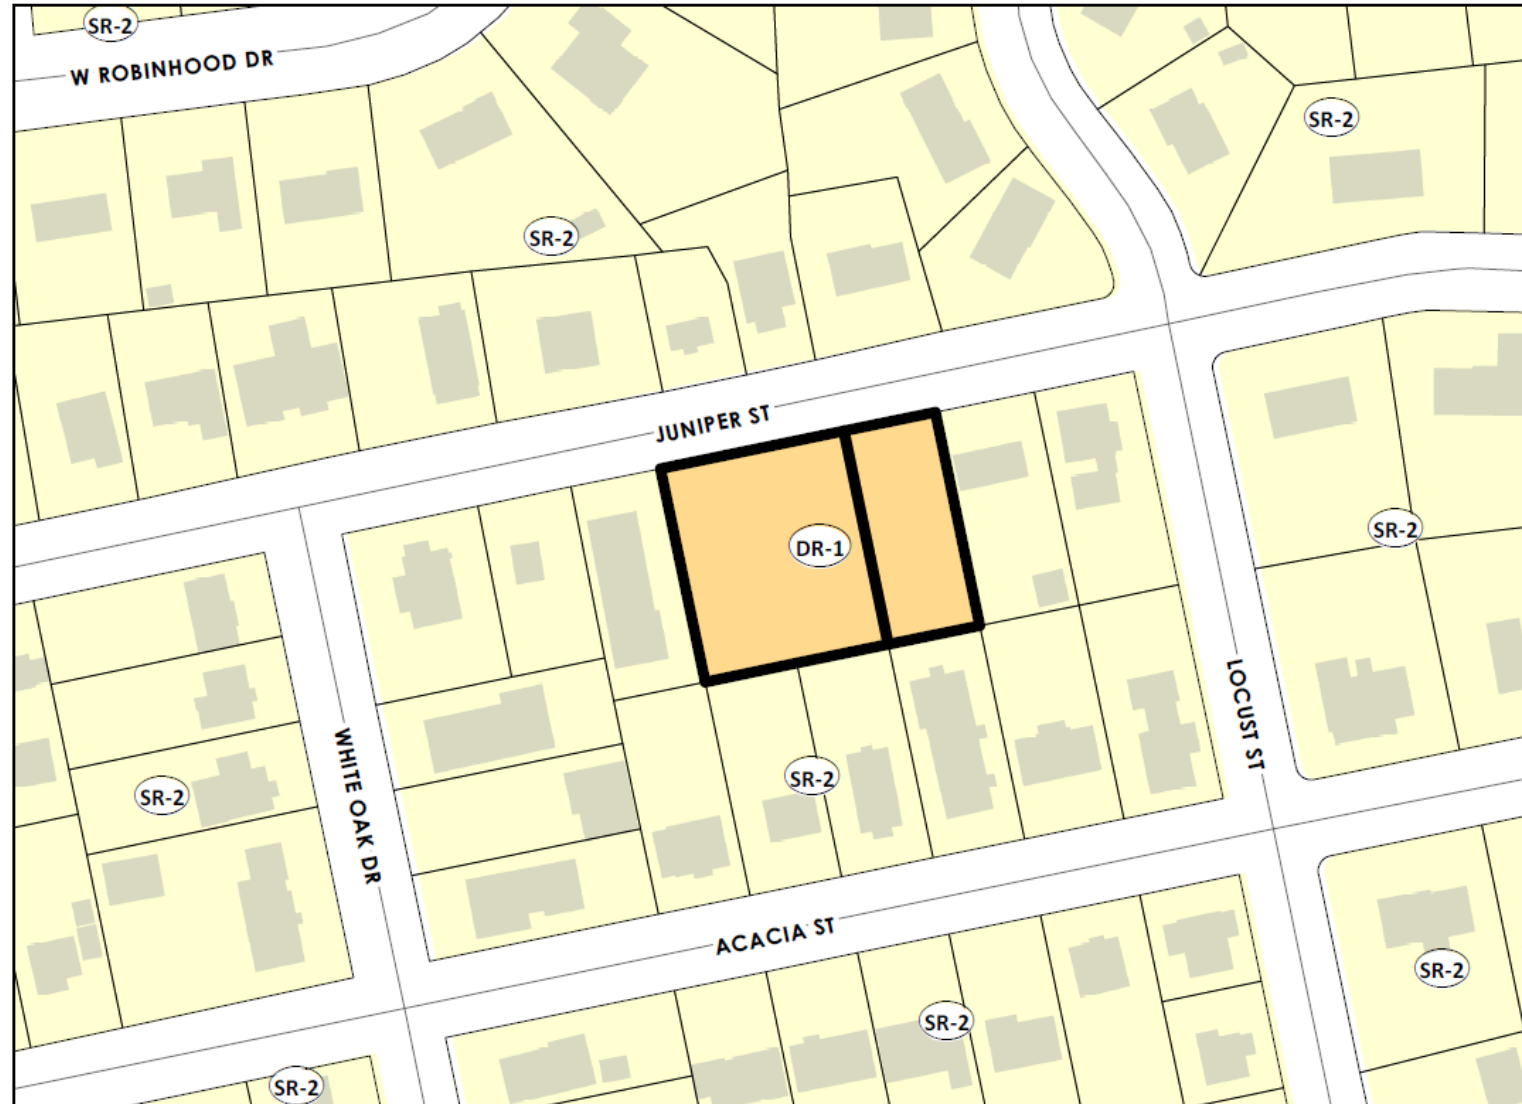 SR-2
W ROBINHOOD DR
SR-2
SR-2
JUNIPER ST
DR-1
SR-2
LOCUST ST
WHITE OAK DR
SR-2
SR-2
ACACIA ST
SR-2
SR-2
SR-2